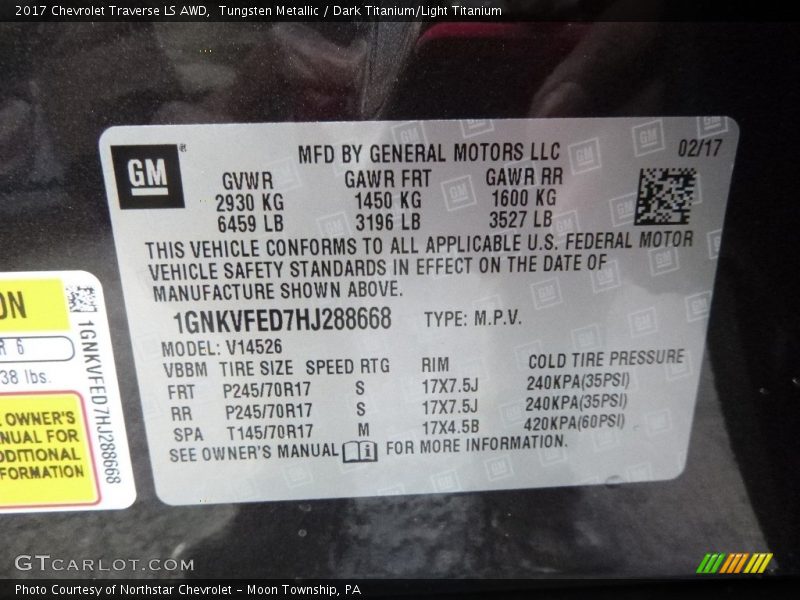 2017 Chevrolet Traverse LS AWD, Tungsten Metallic / Dark Titanium/Light Titanium
GM®
MFD BY GENERAL MOTORS LLC 02/17
GVWR GAWR FRT GAWR RR
2930 KG 1450 KG 1600 KG
6459 LB 3196 LB 3527 LB
THIS VEHICLE CONFORMS TO ALL APPLICABLE U.S. FEDERAL MOTOR
VEHICLE SAFETY STANDARDS IN EFFECT ON THE DATE OF
MANUFACTURE SHOWN ABOVE.
1GNKVFED7HJ288668 TYPE: M.P.V.
MODEL: V14526
VBBM TIRE SIZE SPEED RTG RIM COLD TIRE PRESSURE
FRT P245/70R17 S 17X7.5J 240KPA(35PSI)
RR P245/70R17 S 17X7.5J 240KPA(35PSI)
SPA T145/70R17 M 17X4.5B 420KPA(60PSI)
SEE OWNER'S MANUAL FOR MORE INFORMATION.
ON
R 6
38 lbs.
OWNER'S
NUAL FOR
DDITIONAL
FORMATION
1GNKVFED7HJ288668
GTCARLOT.COM
Photo Courtesy of Northstar Chevrolet - Moon Township, PA